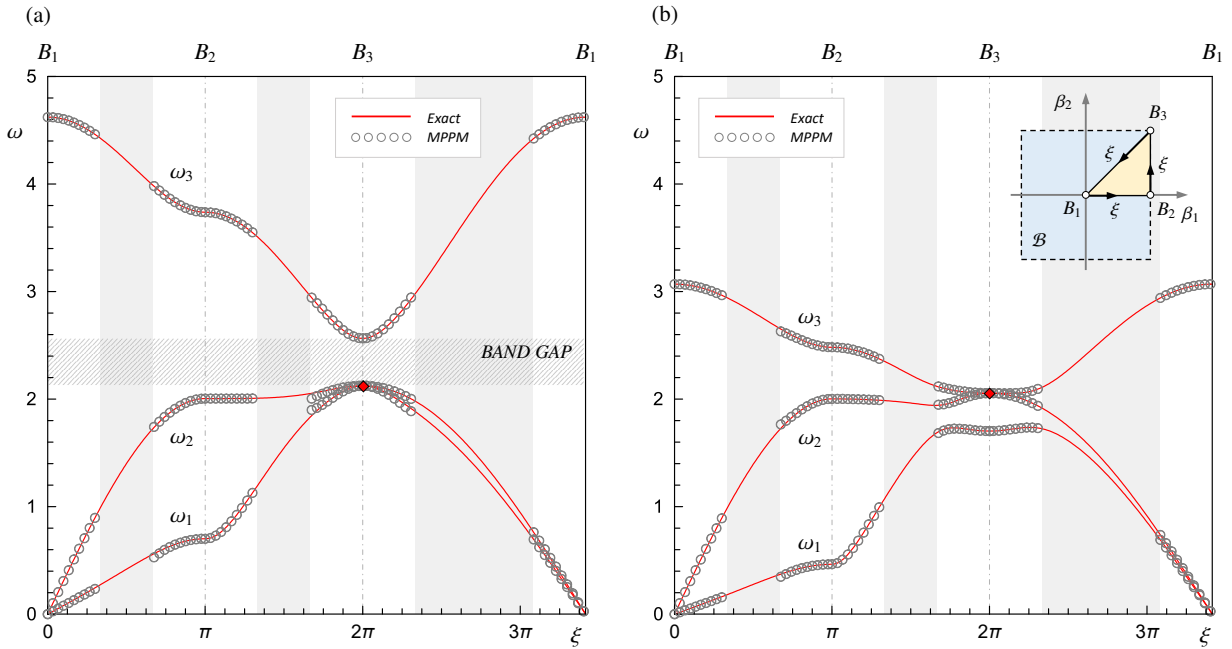 (a)
B₁ B₂ B₃ B₁
5
ω
4
3
2
1
0
Exact
MPPM
ω₃
BAND GAP
ω₂
ω₁
0 π 2π 3π ξ
(b)
B₁ B₂ B₃ B₁
5
ω
4
3
2
1
0
Exact
MPPM
β₂
B₃
ξ
ξ
B₁ ξ B₂ β₁
ℬ
ω₃
ω₂
ω₁
0 π 2π 3π ξ